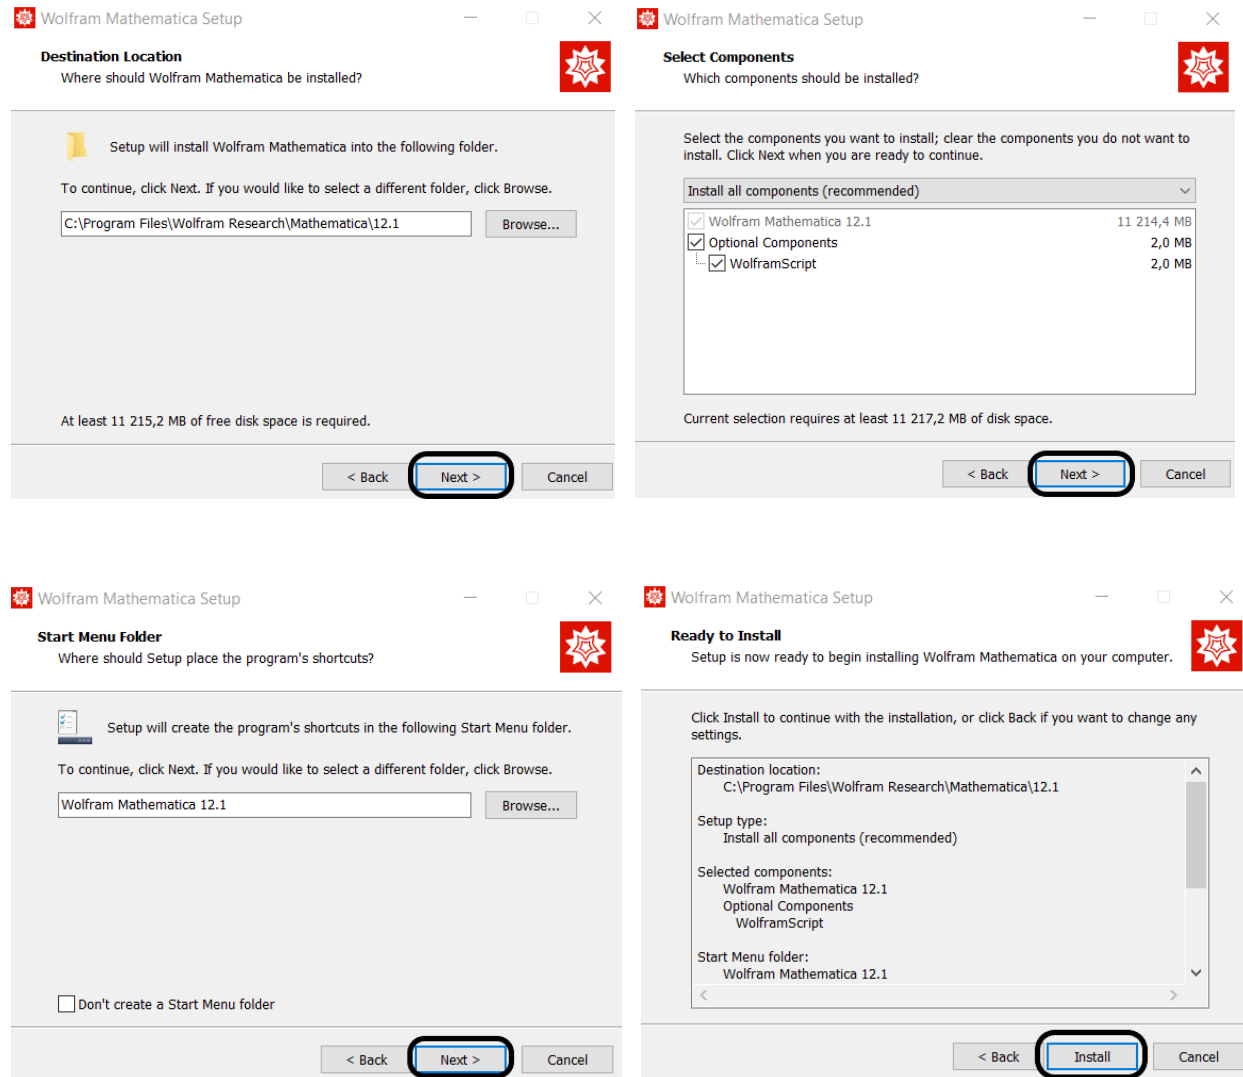 Wolfram Mathematica Setup
Destination Location
Where should Wolfram Mathematica be installed?
Setup will install Wolfram Mathematica into the following folder.
To continue, click Next. If you would like to select a different folder, click Browse.
C:\Program Files\Wolfram Research\Mathematica\12.1
Browse...
At least 11 215,2 MB of free disk space is required.
< Back
Next >
Cancel
Wolfram Mathematica Setup
Select Components
Which components should be installed?
Select the components you want to install; clear the components you do not want to
install. Click Next when you are ready to continue.
Install all components (recommended)
Wolfram Mathematica 12.1 11 214,4 MB
Optional Components 2,0 MB
WolframScript 2,0 MB
Current selection requires at least 11 217,2 MB of disk space.
< Back
Next >
Cancel
Wolfram Mathematica Setup
Start Menu Folder
Where should Setup place the program's shortcuts?
Setup will create the program's shortcuts in the following Start Menu folder.
To continue, click Next. If you would like to select a different folder, click Browse.
Wolfram Mathematica 12.1
Browse...
Don't create a Start Menu folder
< Back
Next >
Cancel
Wolfram Mathematica Setup
Ready to Install
Setup is now ready to begin installing Wolfram Mathematica on your computer.
Click Install to continue with the installation, or click Back if you want to change any
settings.
Destination location:
C:\Program Files\Wolfram Research\Mathematica\12.1
Setup type:
Install all components (recommended)
Selected components:
Wolfram Mathematica 12.1
Optional Components
WolframScript
Start Menu folder:
Wolfram Mathematica 12.1
< Back
Install
Cancel